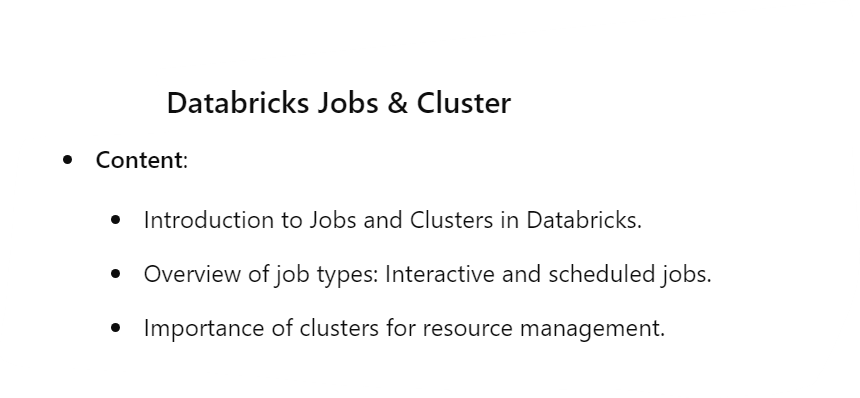 Databricks Jobs & Cluster
• Content:
• Introduction to Jobs and Clusters in Databricks.
• Overview of job types: Interactive and scheduled jobs.
• Importance of clusters for resource management.